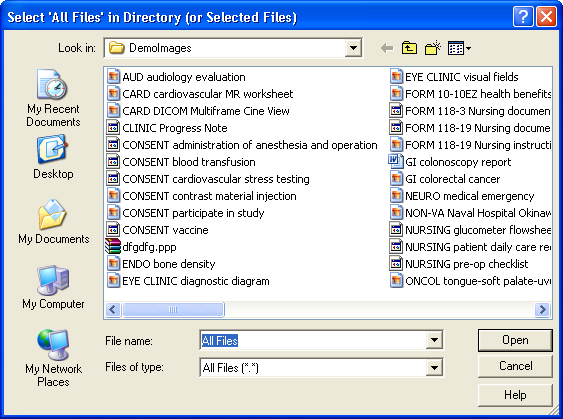 Select 'All Files' in Directory (or Selected Files)
Look in:
DemoImages
My Recent
Documents
Desktop
My Documents
My Computer
My Network
Places
AUD audiology evaluation
CARD cardiovascular MR worksheet
CARD DICOM Multiframe Cine View
CLINIC Progress Note
CONSENT administration of anesthesia and operation
CONSENT blood transfusion
CONSENT cardiovascular stress testing
CONSENT contrast material injection
CONSENT participate in study
CONSENT vaccine
dfgdfg.ppp
ENDO bone density
EYE CLINIC diagnostic diagram
EYE CLINIC visual fields
FORM 10-10EZ health benefits
FORM 118-3 Nursing documen
FORM 118-19 Nursing docume
FORM 118-19 Nursing instructi
GI colonoscopy report
GI colorectal cancer
NEURO medical emergency
NON-VA Naval Hospital Okinaw
NURSING glucometer flowshee
NURSING patient daily care rec
NURSING pre-op checklist
ONCOL tongue-soft palate-uvu
File name:
All Files
Open
Files of type:
All Files (*.*)
Cancel
Help